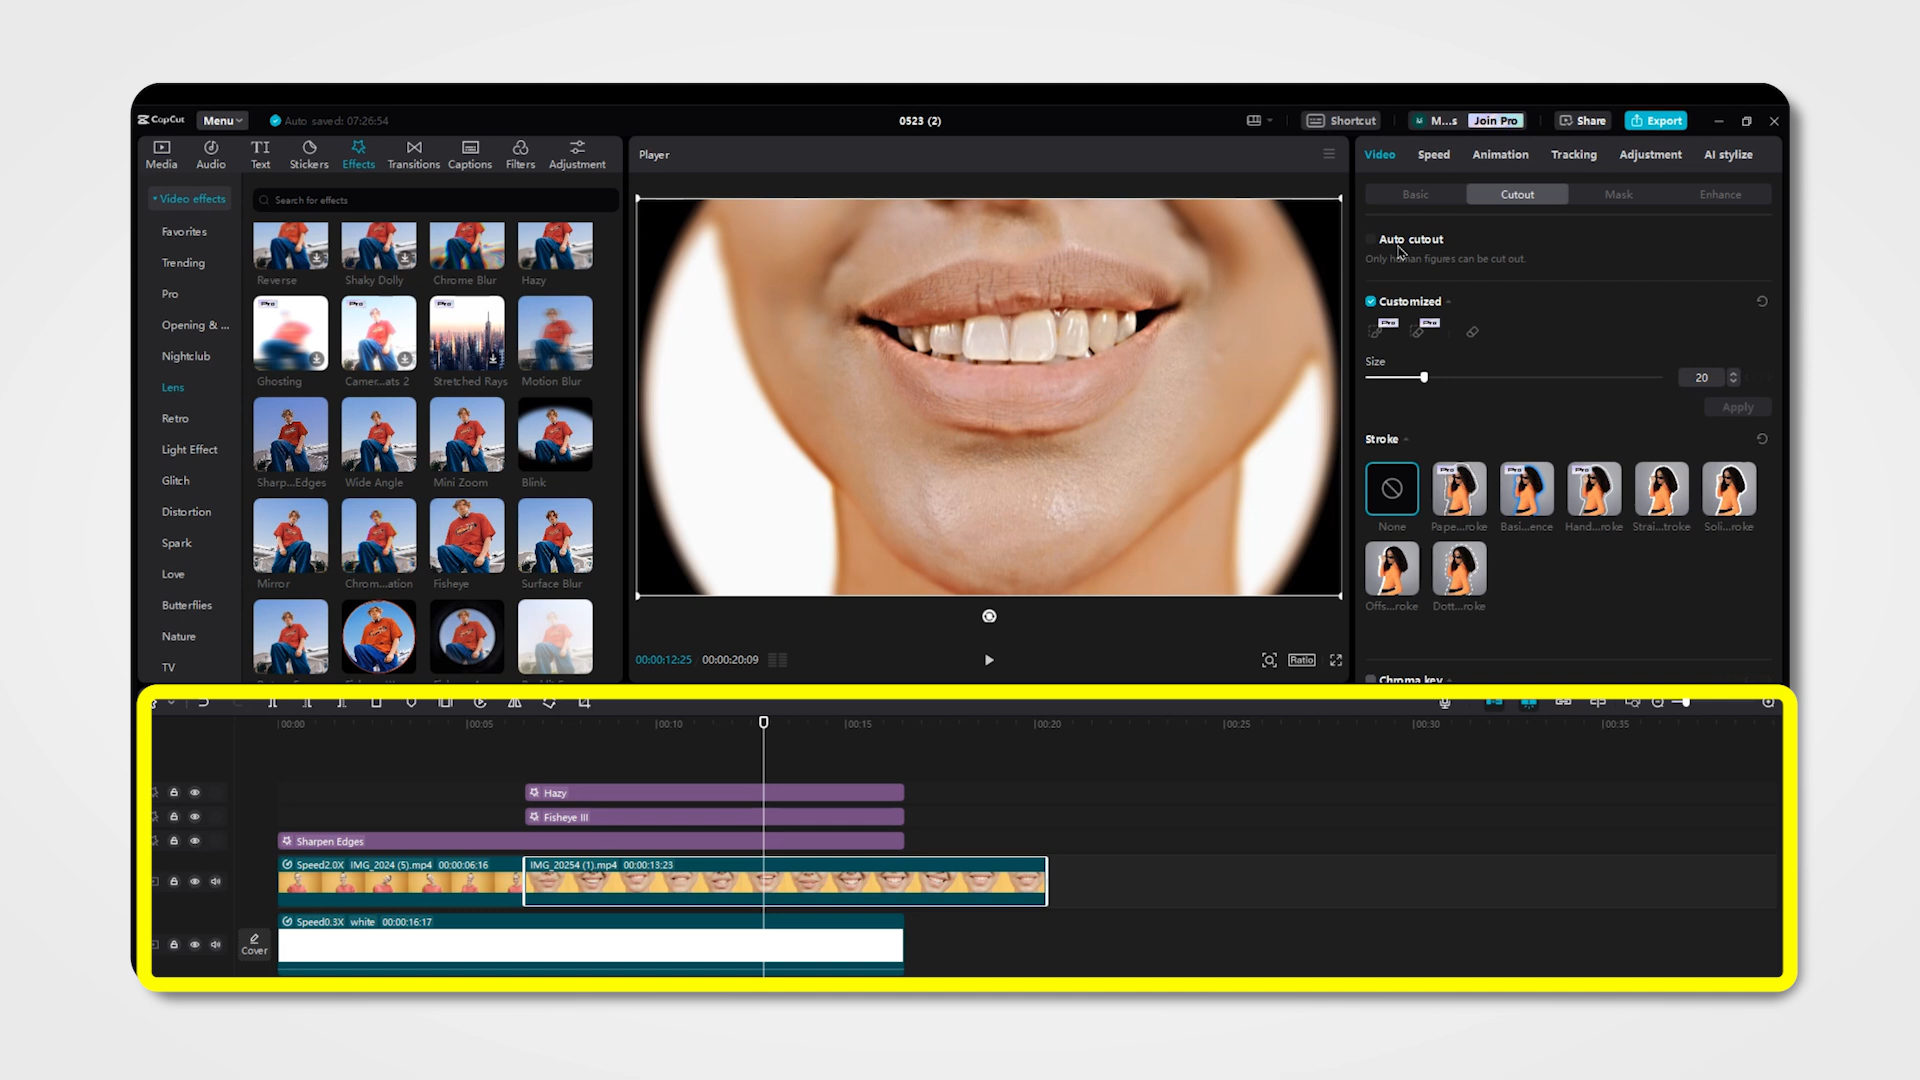 CapCut
Menu
Auto saved: 07:26:54
0523 (2)
Shortcut
M...s
Join Pro
Share
Export
Media
Audio
Text
Stickers
Effects
Transitions
Captions
Filters
Adjustment
Player
Video
Speed
Animation
Tracking
Adjustment
AI stylize
Video effects
Search for effects
Basic
Cutout
Mask
Enhance
Favorites
Trending
Pro
Opening & ...
Nightclub
Lens
Retro
Light Effect
Glitch
Distortion
Spark
Love
Butterflies
Nature
TV
Reverse
Shaky Dolly
Chrome Blur
Hazy
Pro
Pro
Pro
Ghosting
Camer...ats 2
Stretched Rays
Motion Blur
Sharp...Edges
Wide Angle
Mini Zoom
Blink
Mirror
Chrom...ation
Fisheye
Surface Blur
00:00:12:25
00:00:20:09
Ratio
Auto cutout
Only human figures can be cut out.
Customized
Pro
Pro
Size
20
Apply
Stroke
Pro
Pro
Pro
None
Pape...roke
Basi...ence
Hand...roke
Strai...troke
Soli...roke
Offs...roke
Dott...roke
Chroma key
00:00
00:05
00:10
00:15
00:20
00:25
00:30
00:35
Hazy
Fisheye III
Sharpen Edges
Speed2.0X IMG_2024 (5).mp4 00:00:06:16
IMG_20254 (1).mp4 00:00:13:23
Speed0.3X white 00:00:16:17
Cover